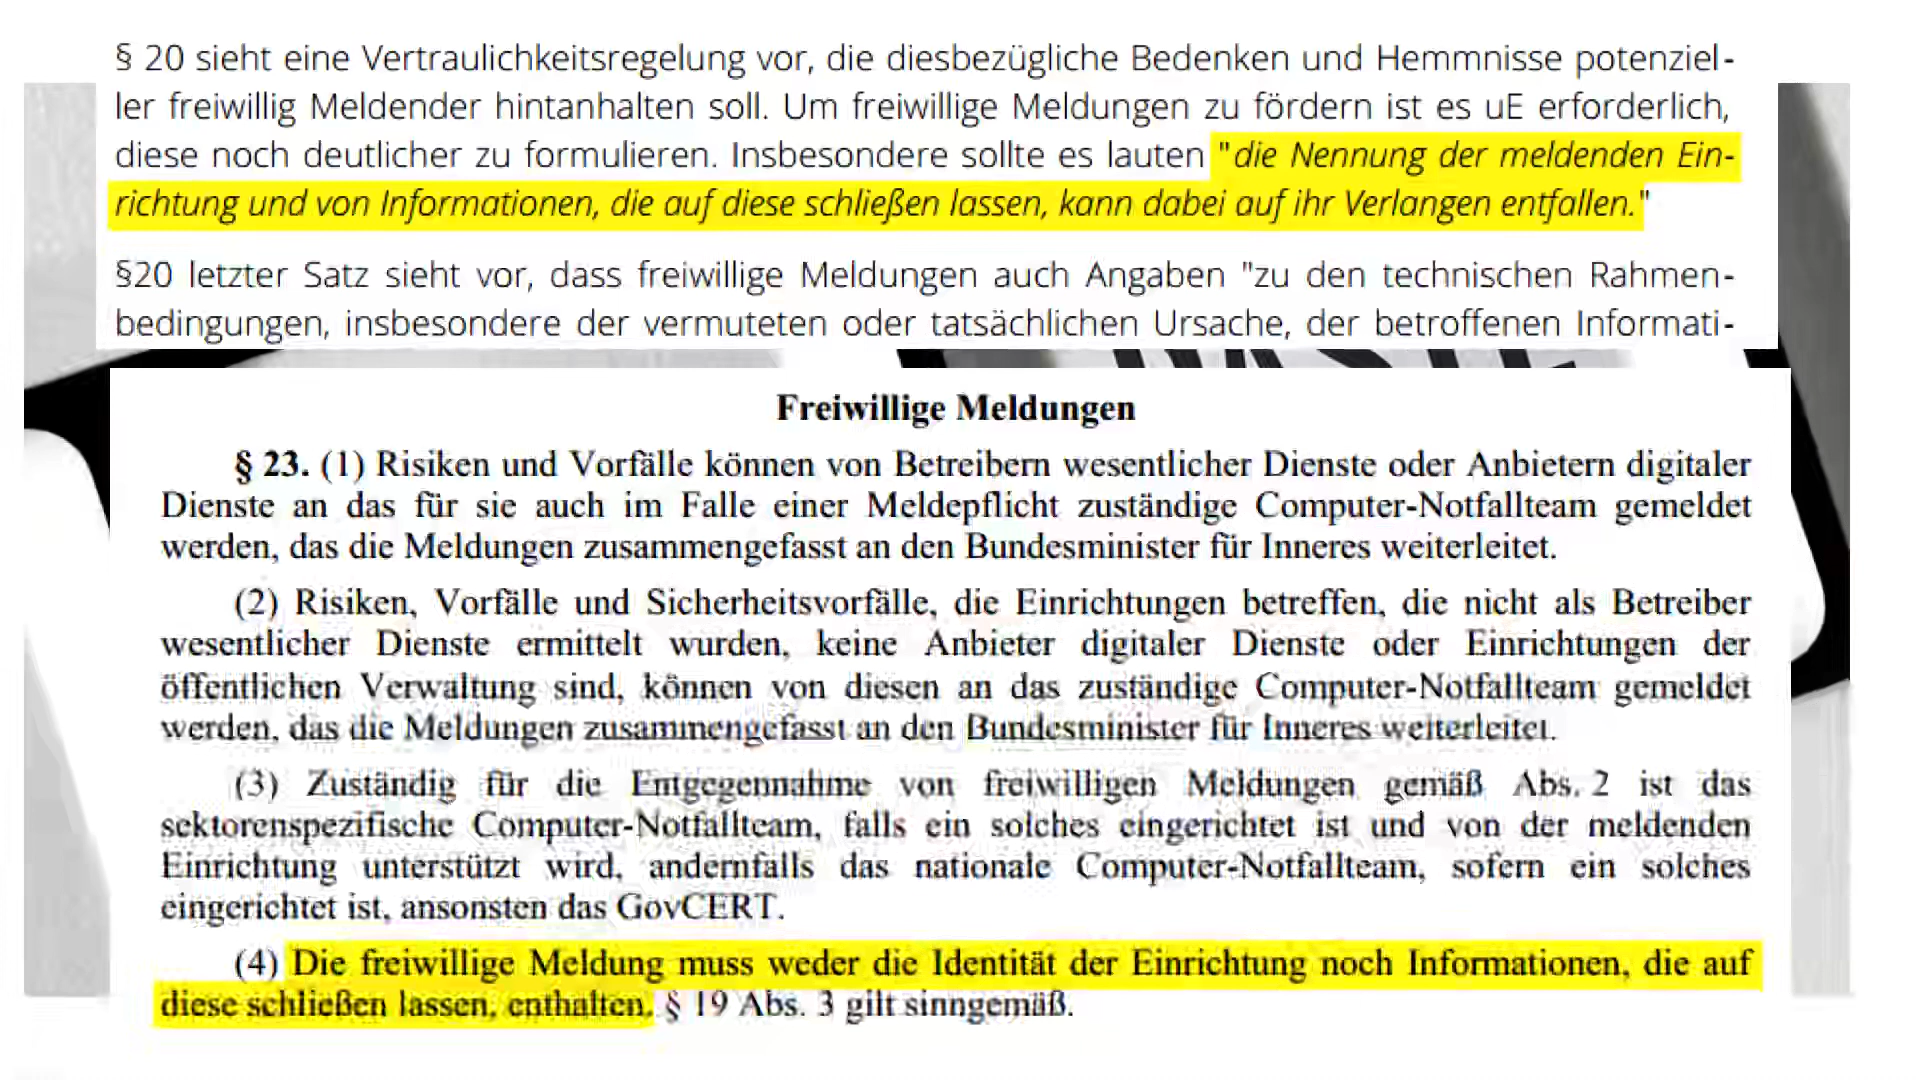 § 20 sieht eine Vertraulichkeitsregelung vor, die diesbezügliche Bedenken und Hemmnisse potenziel-
ler freiwillig Meldender hintanhalten soll. Um freiwillige Meldungen zu fördern ist es uE erforderlich,
diese noch deutlicher zu formulieren. Insbesondere sollte es lauten "die Nennung der meldenden Ein-
richtung und von Informationen, die auf diese schließen lassen, kann dabei auf ihr Verlangen entfallen."
§20 letzter Satz sieht vor, dass freiwillige Meldungen auch Angaben "zu den technischen Rahmen-
bedingungen, insbesondere der vermuteten oder tatsächlichen Ursache, der betroffenen Informati-
Freiwillige Meldungen
§ 23. (1) Risiken und Vorfälle können von Betreibern wesentlicher Dienste oder Anbietern digitaler
Dienste an das für sie auch im Falle einer Meldepflicht zuständige Computer-Notfallteam gemeldet
werden, das die Meldungen zusammengefasst an den Bundesminister für Inneres weiterleitet.
(2) Risiken, Vorfälle und Sicherheitsvorfälle, die Einrichtungen betreffen, die nicht als Betreiber
wesentlicher Dienste ermittelt wurden, keine Anbieter digitaler Dienste oder Einrichtungen der
öffentlichen Verwaltung sind, können von diesen an das zuständige Computer-Notfallteam gemeldet
werden, das die Meldungen zusammengefasst an den Bundesminister für Inneres weiterleitet.
(3) Zuständig für die Entgegennahme von freiwilligen Meldungen gemäß Abs. 2 ist das
sektorenspezifische Computer-Notfallteam, falls ein solches eingerichtet ist und von der meldenden
Einrichtung unterstützt wird, andernfalls das nationale Computer-Notfallteam, sofern ein solches
eingerichtet ist, ansonsten das GovCERT.
(4) Die freiwillige Meldung muss weder die Identität der Einrichtung noch Informationen, die auf
diese schließen lassen, enthalten. § 19 Abs. 3 gilt sinngemäß.